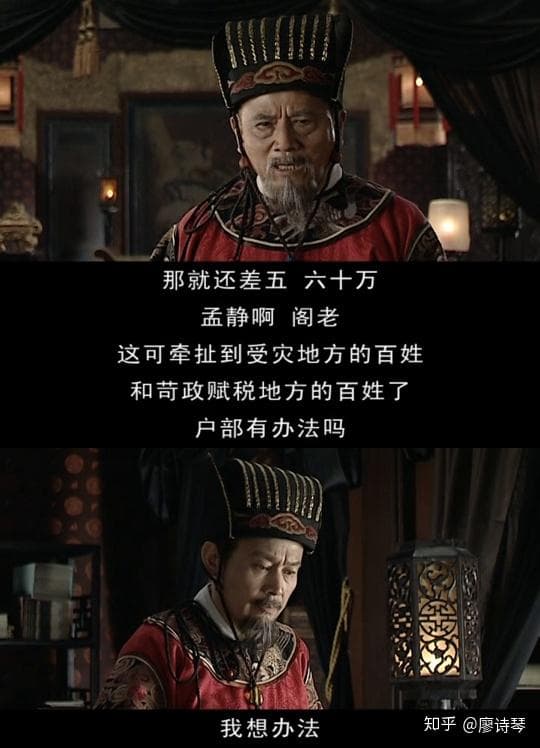 那就还差五 六十万
孟静啊 阁老
这可牵扯到受灾地方的百姓
和苛政赋税地方的百姓了
户部有办法吗
我想办法
知乎 @廖诗琴